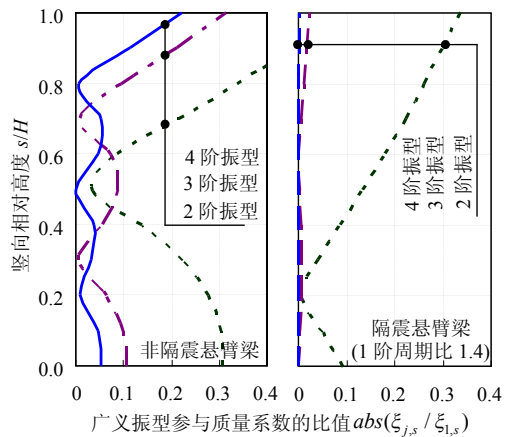 竖向相对高度 s/H
1.0
0.8
0.6
0.4
0.2
0.0
4 阶振型
3 阶振型
2 阶振型
非隔震悬臂梁
0 0.1 0.2 0.3 0.4
4 阶振型
3 阶振型
2 阶振型
隔震悬臂梁
(1 阶周期比 1.4)
0 0.1 0.2 0.3 0.4
广义振型参与质量系数的比值 abs(ξj,s / ξ1,s)